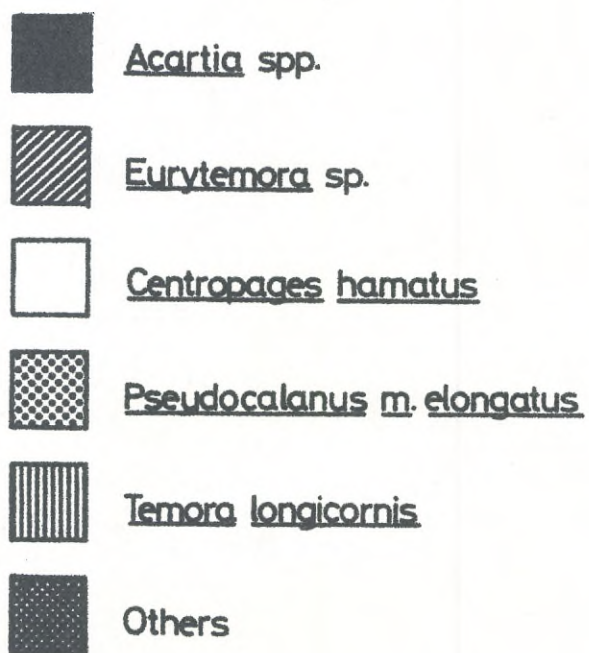 Acartia spp.
Eurytemora sp.
Centropages hamatus
Pseudocalanus m. elongatus
Temora longicornis
Others